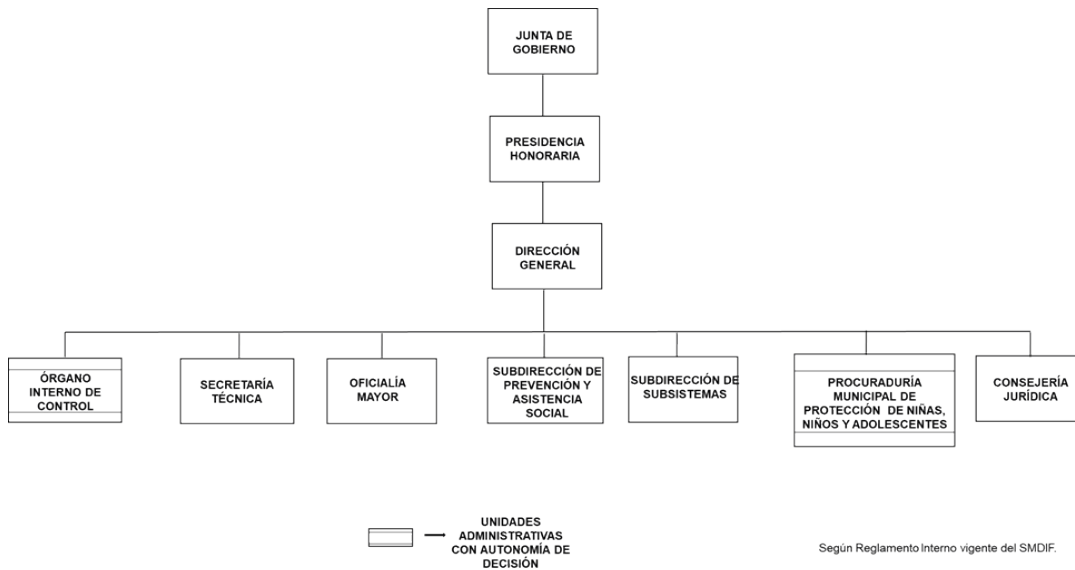 JUNTA DE
GOBIERNO
PRESIDENCIA
HONORARIA
DIRECCIÓN
GENERAL
ÓRGANO
INTERNO DE
CONTROL
SECRETARÍA
TÉCNICA
OFICIALÍA
MAYOR
SUBDIRECCIÓN DE
PREVENCIÓN Y
ASISTENCIA
SOCIAL
SUBDIRECCIÓN DE
SUBSISTEMAS
PROCURADURÍA
MUNICIPAL DE
PROTECCIÓN DE NIÑAS,
NIÑOS Y ADOLESCENTES
CONSEJERÍA
JURÍDICA
UNIDADES
ADMINISTRATIVAS
CON AUTONOMÍA DE
DECISIÓN
Según Reglamento Interno vigente del SMDIF.